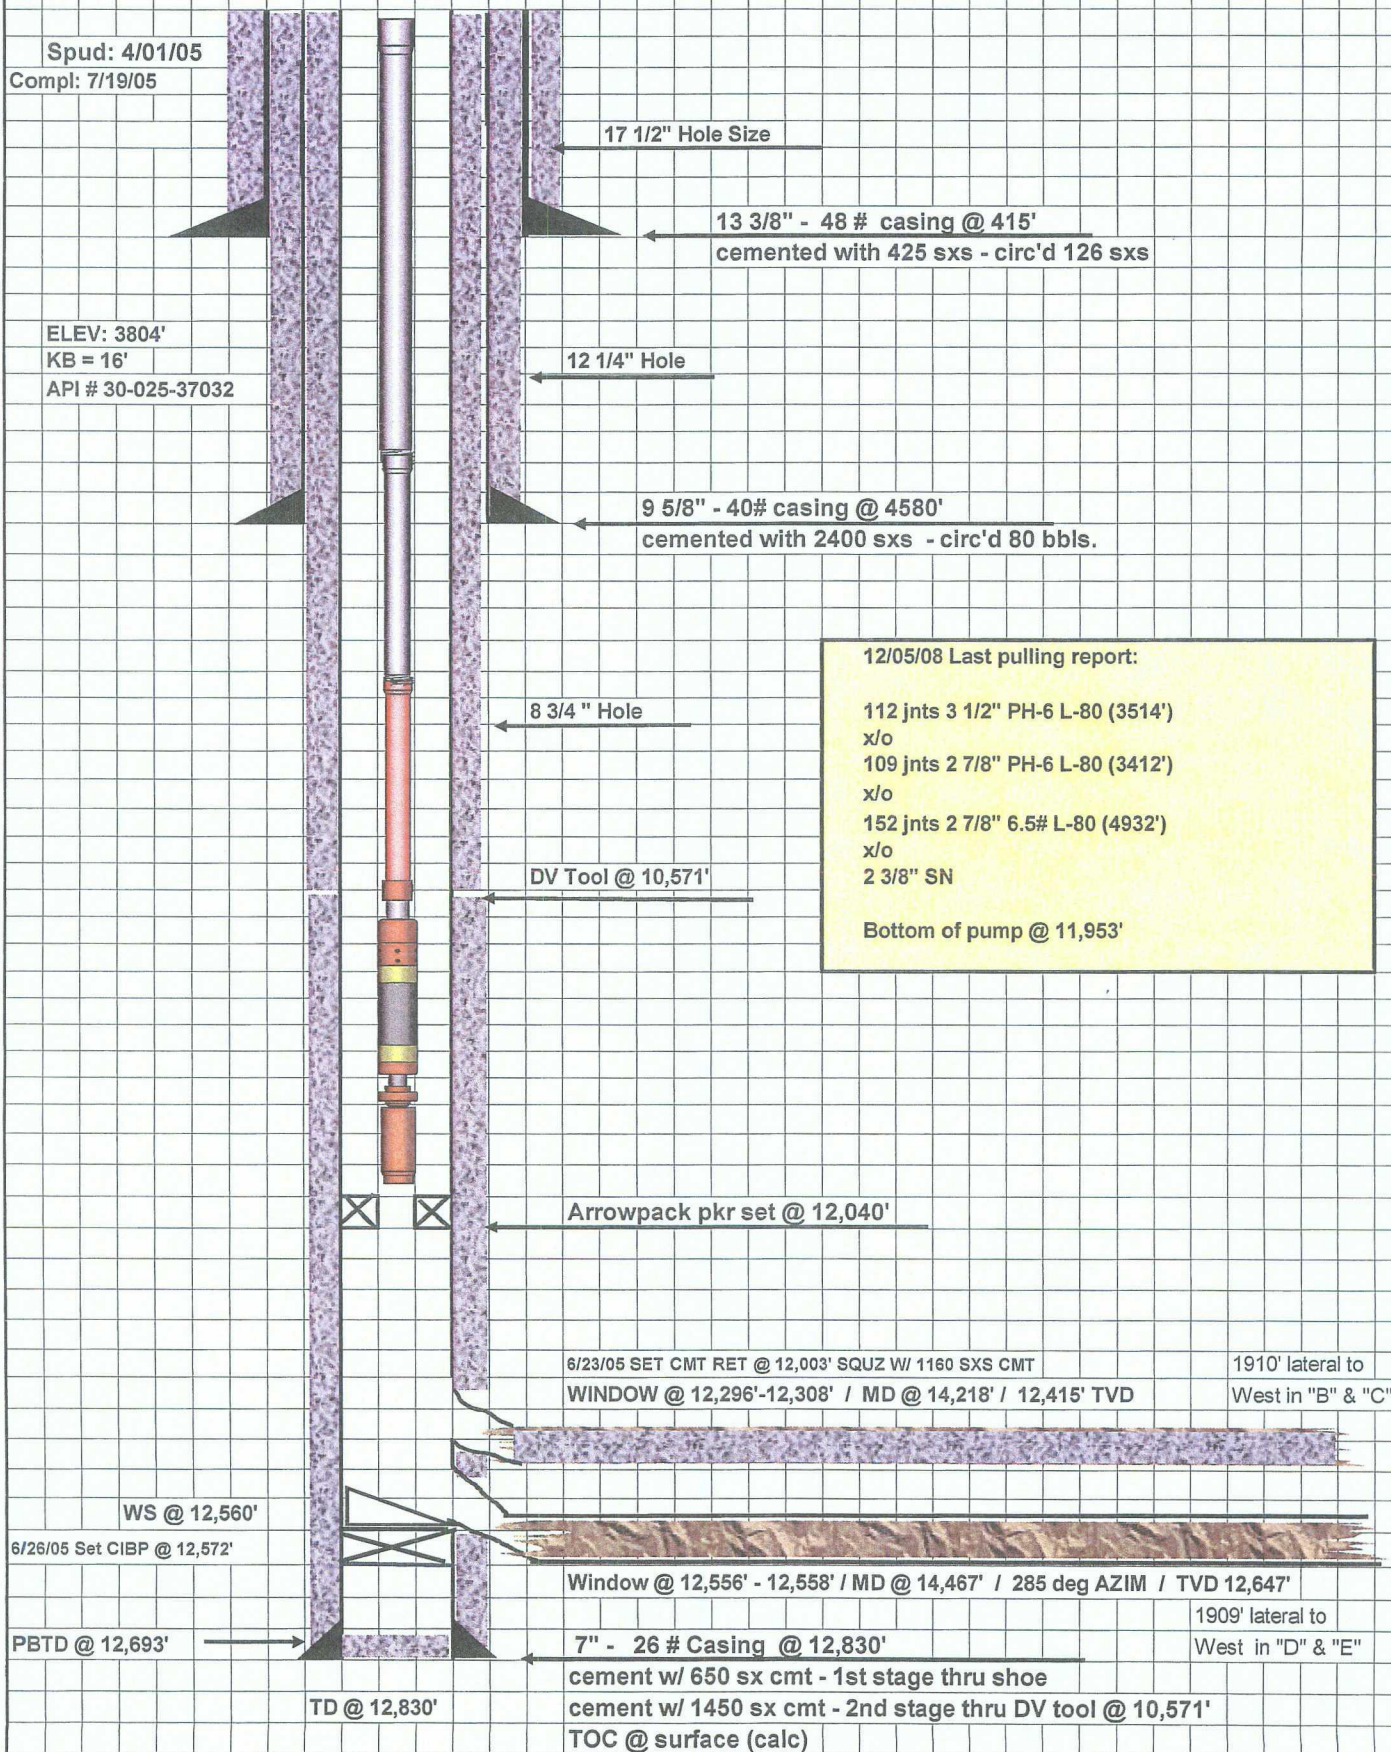 Spud: 4/01/05
Compl: 7/19/05
17 1/2" Hole Size
13 3/8" - 48 # casing @ 415'
cemented with 425 sxs - circ'd 126 sxs
ELEV: 3804'
KB = 16'
API # 30-025-37032
12 1/4" Hole
9 5/8" - 40# casing @ 4580'
cemented with 2400 sxs - circ'd 80 bbls.
12/05/08 Last pulling report:
112 jnts 3 1/2" PH-6 L-80 (3514')
x/o
109 jnts 2 7/8" PH-6 L-80 (3412')
x/o
152 jnts 2 7/8" 6.5# L-80 (4932')
x/o
2 3/8" SN
Bottom of pump @ 11,953'
8 3/4 " Hole
DV Tool @ 10,571'
Arrowpack pkr set @ 12,040'
6/23/05 SET CMT RET @ 12,003' SQUZ W/ 1160 SXS CMT
WINDOW @ 12,296'-12,308' / MD @ 14,218' / 12,415' TVD
1910' lateral to
West in "B" & "C"
WS @ 12,560'
6/26/05 Set CIBP @ 12,572'
Window @ 12,556' - 12,558' / MD @ 14,467' / 285 deg AZIM / TVD 12,647'
1909' lateral to
West in "D" & "E"
PBTD @ 12,693'
7" - 26 # Casing @ 12,830'
cement w/ 650 sx cmt - 1st stage thru shoe
TD @ 12,830'
cement w/ 1450 sx cmt - 2nd stage thru DV tool @ 10,571'
TOC @ surface (calc)